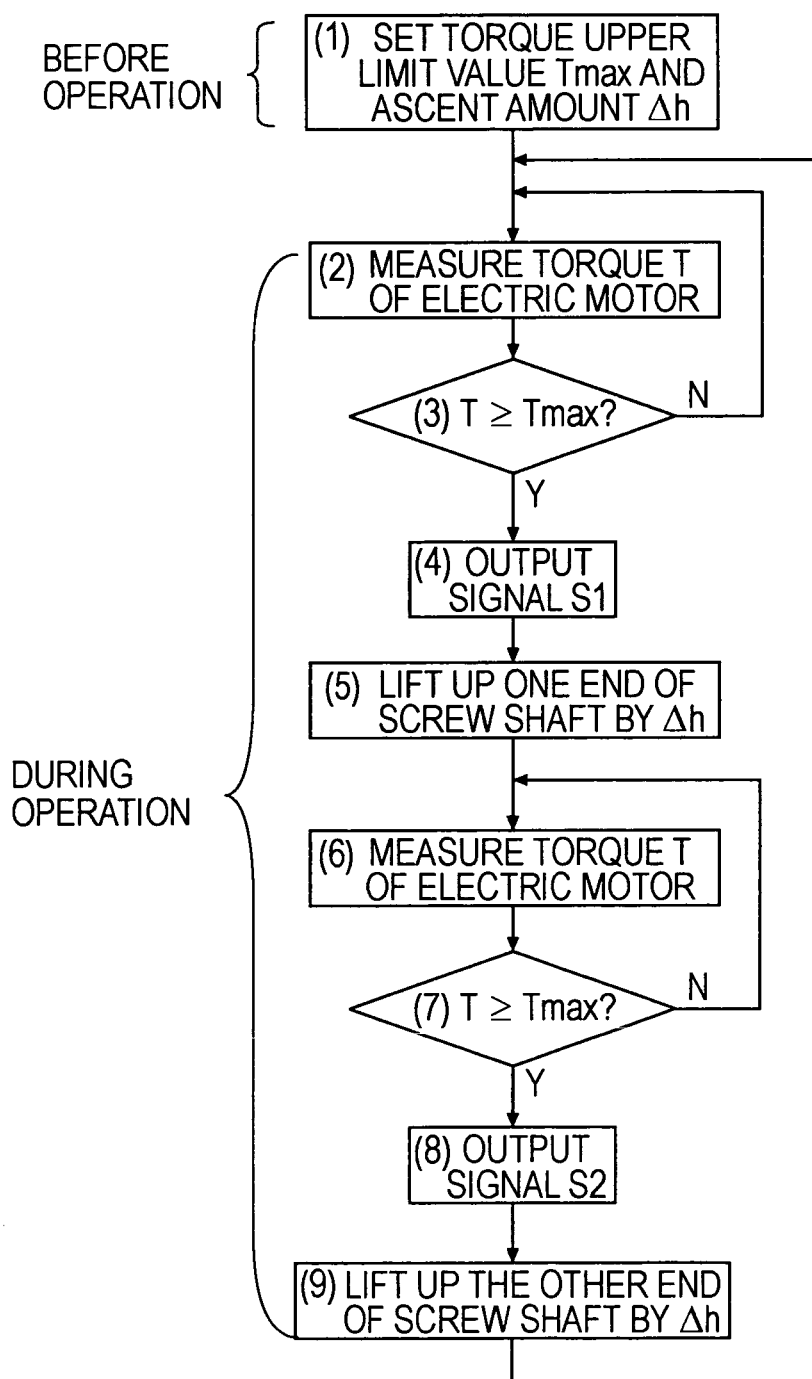 BEFORE
OPERATION
(1) SET TORQUE UPPER
LIMIT VALUE Tmax AND
ASCENT AMOUNT Δh
(2) MEASURE TORQUE T
OF ELECTRIC MOTOR
(3) T ≥ Tmax?
N
Y
(4) OUTPUT
SIGNAL S1
(5) LIFT UP ONE END OF
SCREW SHAFT BY Δh
DURING
OPERATION
(6) MEASURE TORQUE T
OF ELECTRIC MOTOR
(7) T ≥ Tmax?
N
Y
(8) OUTPUT
SIGNAL S2
(9) LIFT UP THE OTHER END
OF SCREW SHAFT BY Δh